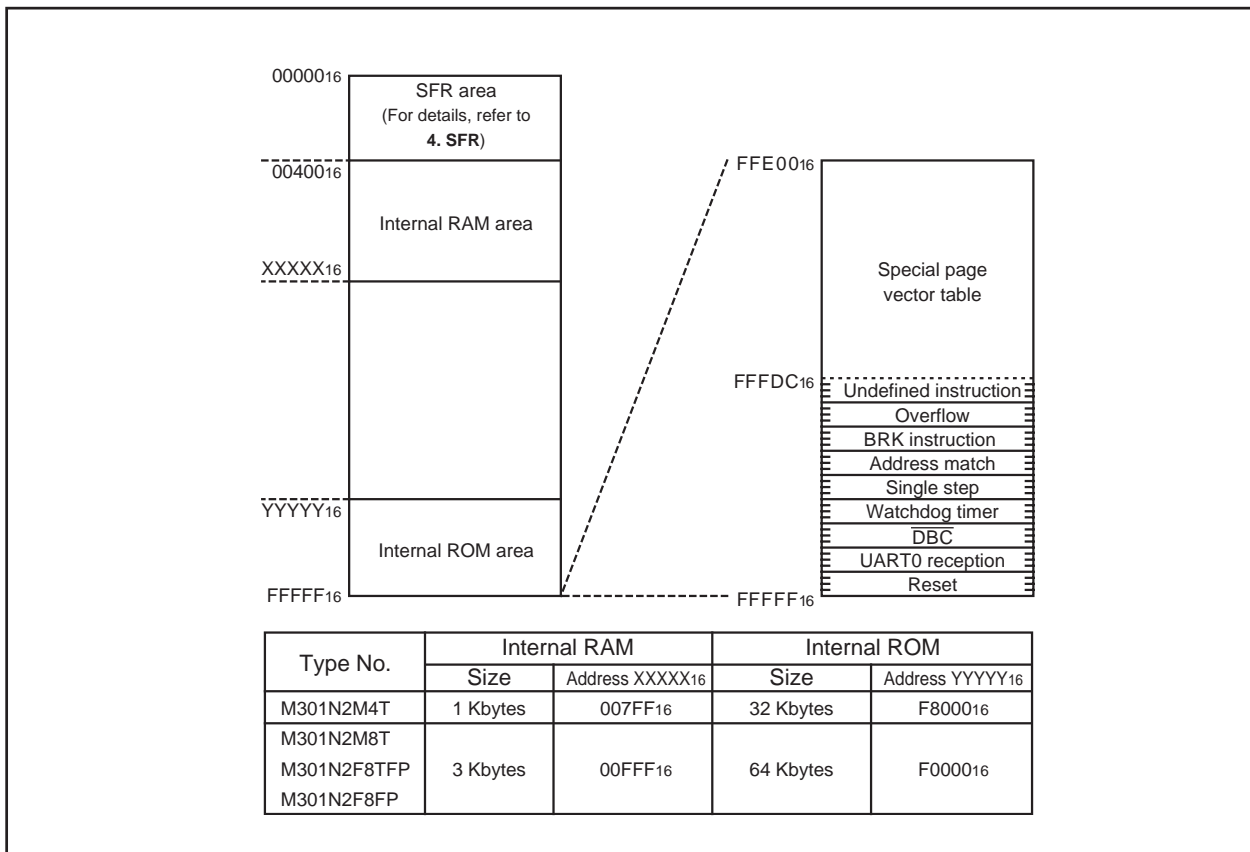 00000₁₆
SFR area
(For details, refer to
4. SFR)
00400₁₆
Internal RAM area
XXXXX₁₆
YYYYY₁₆
Internal ROM area
FFFFF₁₆
FFE00₁₆
Special page
vector table
FFFDC₁₆
Undefined instruction
Overflow
BRK instruction
Address match
Single step
Watchdog timer
DBC
UART0 reception
Reset
FFFFF₁₆
Type No. Internal RAM Internal ROM
Size Address XXXXX₁₆ Size Address YYYYY₁₆
M301N2M4T 1 Kbytes 007FF₁₆ 32 Kbytes F8000₁₆
M301N2M8T
M301N2F8TFP 3 Kbytes 00FFF₁₆ 64 Kbytes F0000₁₆
M301N2F8FP